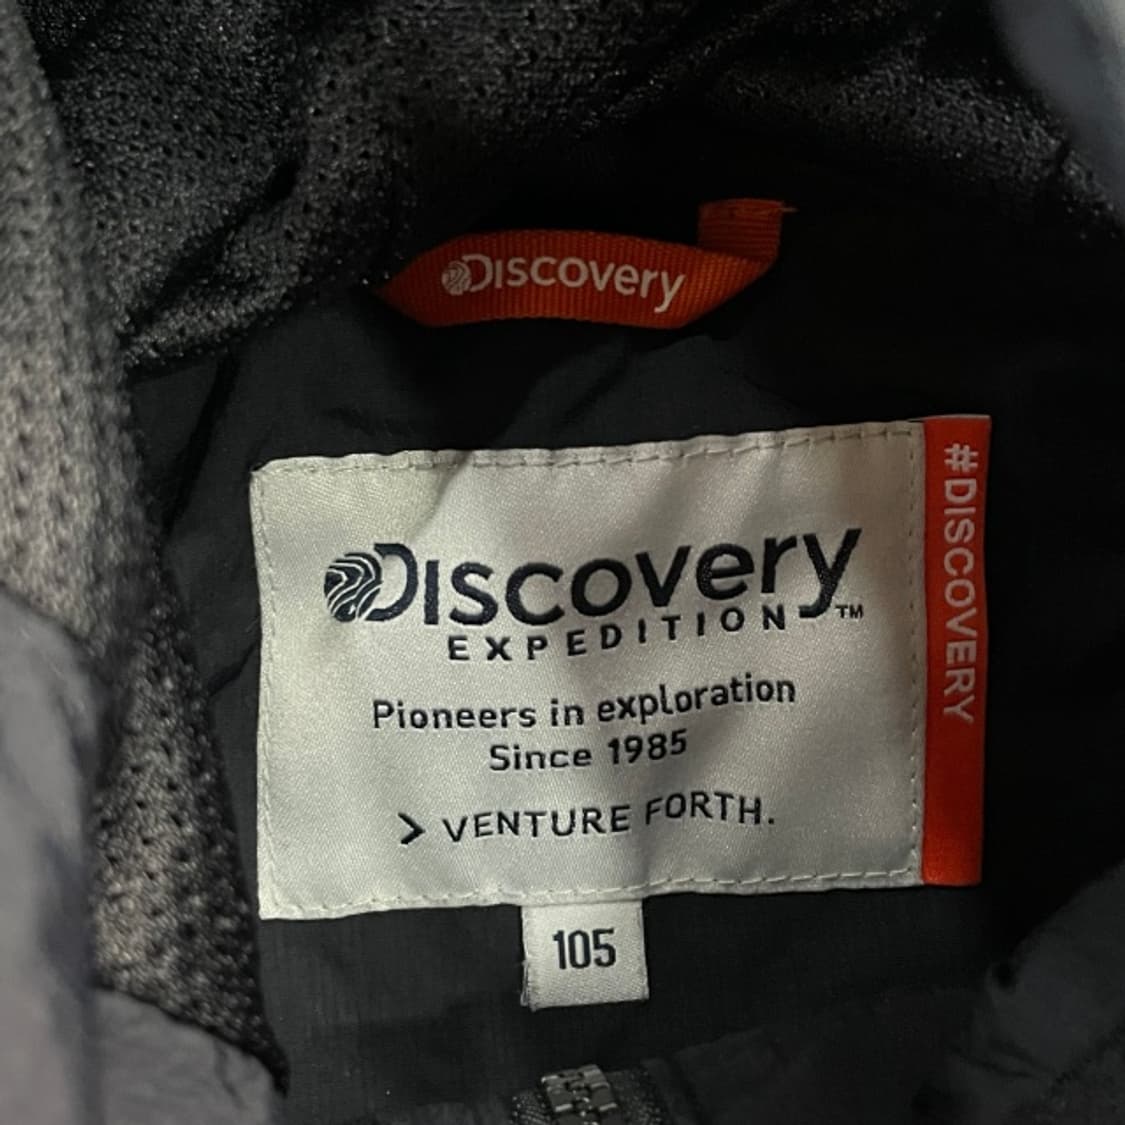 DISCOVERY
#DISCOVERY
DISCOVERY
EXPEDITION™
Pioneers in exploration
Since 1985
> VENTURE FORTH.
105